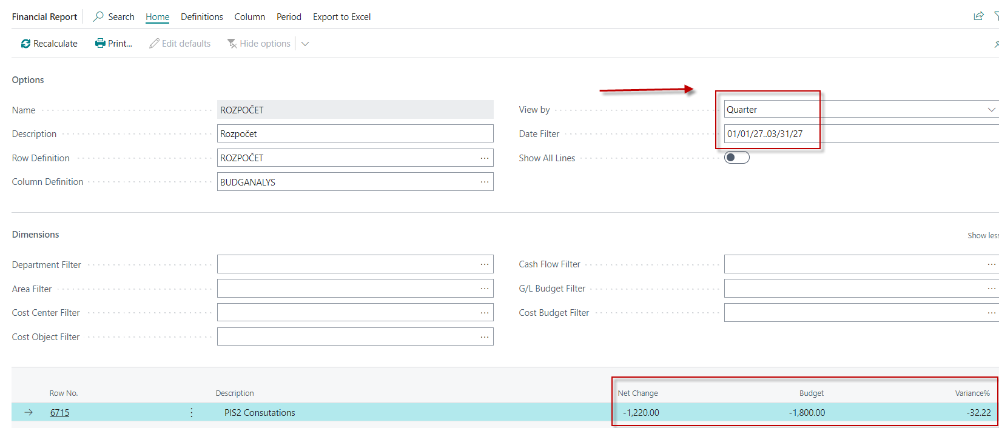 Financial Report Search Home Definitions Column Period Export to Excel
Recalculate Print... Edit defaults Hide options
Options
Name ROZPOČET View by Quarter
Description Rozpočet Date Filter 01/01/27..03/31/27
Row Definition ROZPOČET ... Show All Lines
Column Definition BUDGANALYS ...
Dimensions Show less
Department Filter ... Cash Flow Filter ...
Area Filter ... G/L Budget Filter ...
Cost Center Filter ... Cost Budget Filter ...
Cost Object Filter ...
Row No. Description Net Change Budget Variance%
6715 PIS2 Consutations -1,220.00 -1,800.00 -32.22